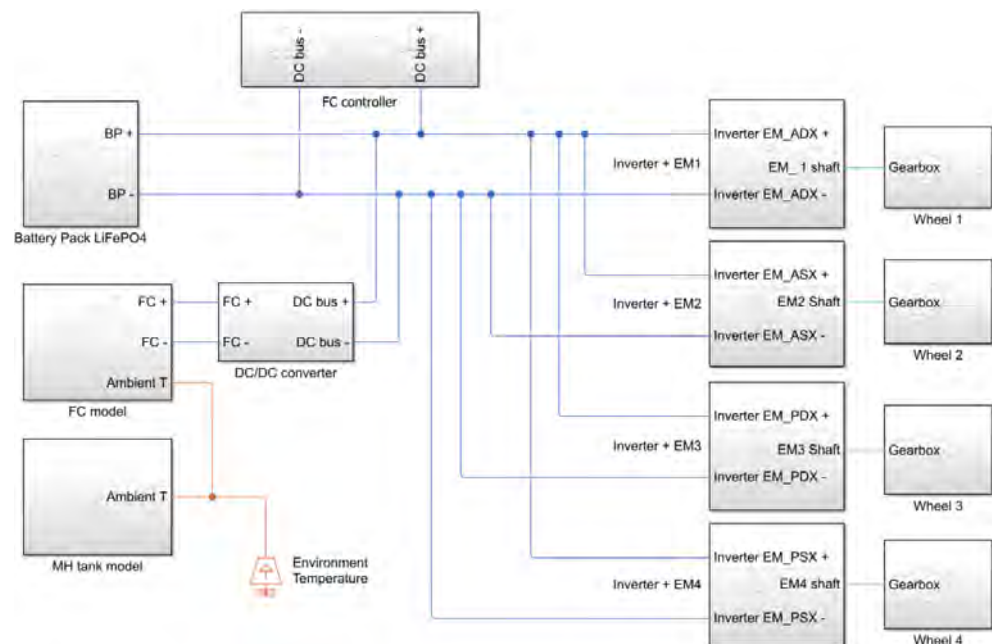 DC bus -
DC bus +
FC controller
BP +
BP -
Battery Pack LiFePO4
Inverter + EM1
Inverter EM_ADX +
EM_ 1 shaft
Inverter EM_ADX -
Gearbox
Wheel 1
FC +
FC -
Ambient T
FC model
FC +
FC -
DC bus +
DC bus -
DC/DC converter
Inverter + EM2
Inverter EM_ASX +
EM2 Shaft
Inverter EM_ASX -
Gearbox
Wheel 2
Inverter + EM3
Inverter EM_PDX +
EM3 Shaft
Inverter EM_PDX -
Gearbox
Wheel 3
Ambient T
MH tank model
Environment
Temperature
Inverter + EM4
Inverter EM_PSX +
EM4 shaft
Inverter EM_PSX -
Gearbox
Wheel 4